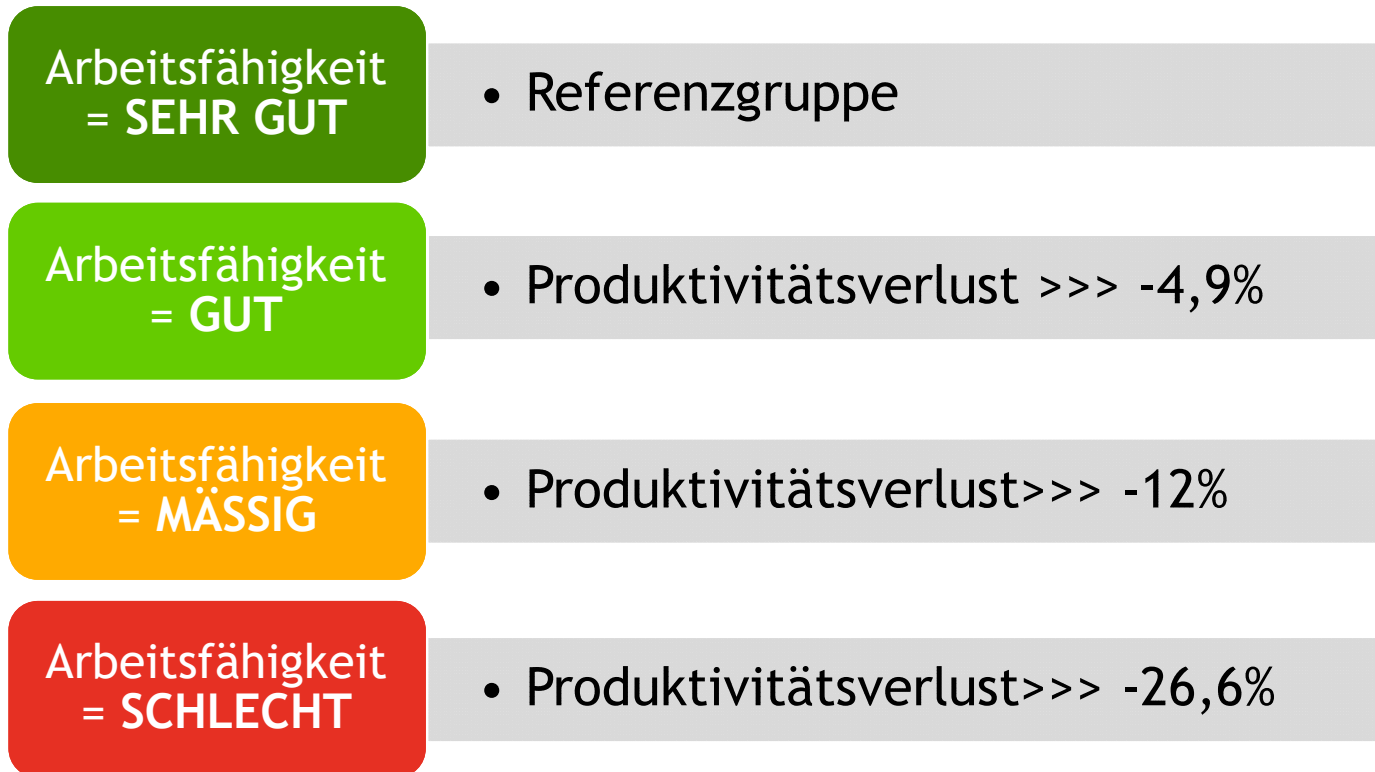 Arbeitsfähigkeit
= SEHR GUT
• Referenzgruppe
Arbeitsfähigkeit
= GUT
• Produktivitätsverlust >>> -4,9%
Arbeitsfähigkeit
= MÄSSIG
• Produktivitätsverlust>>> -12%
Arbeitsfähigkeit
= SCHLECHT
• Produktivitätsverlust>>> -26,6%